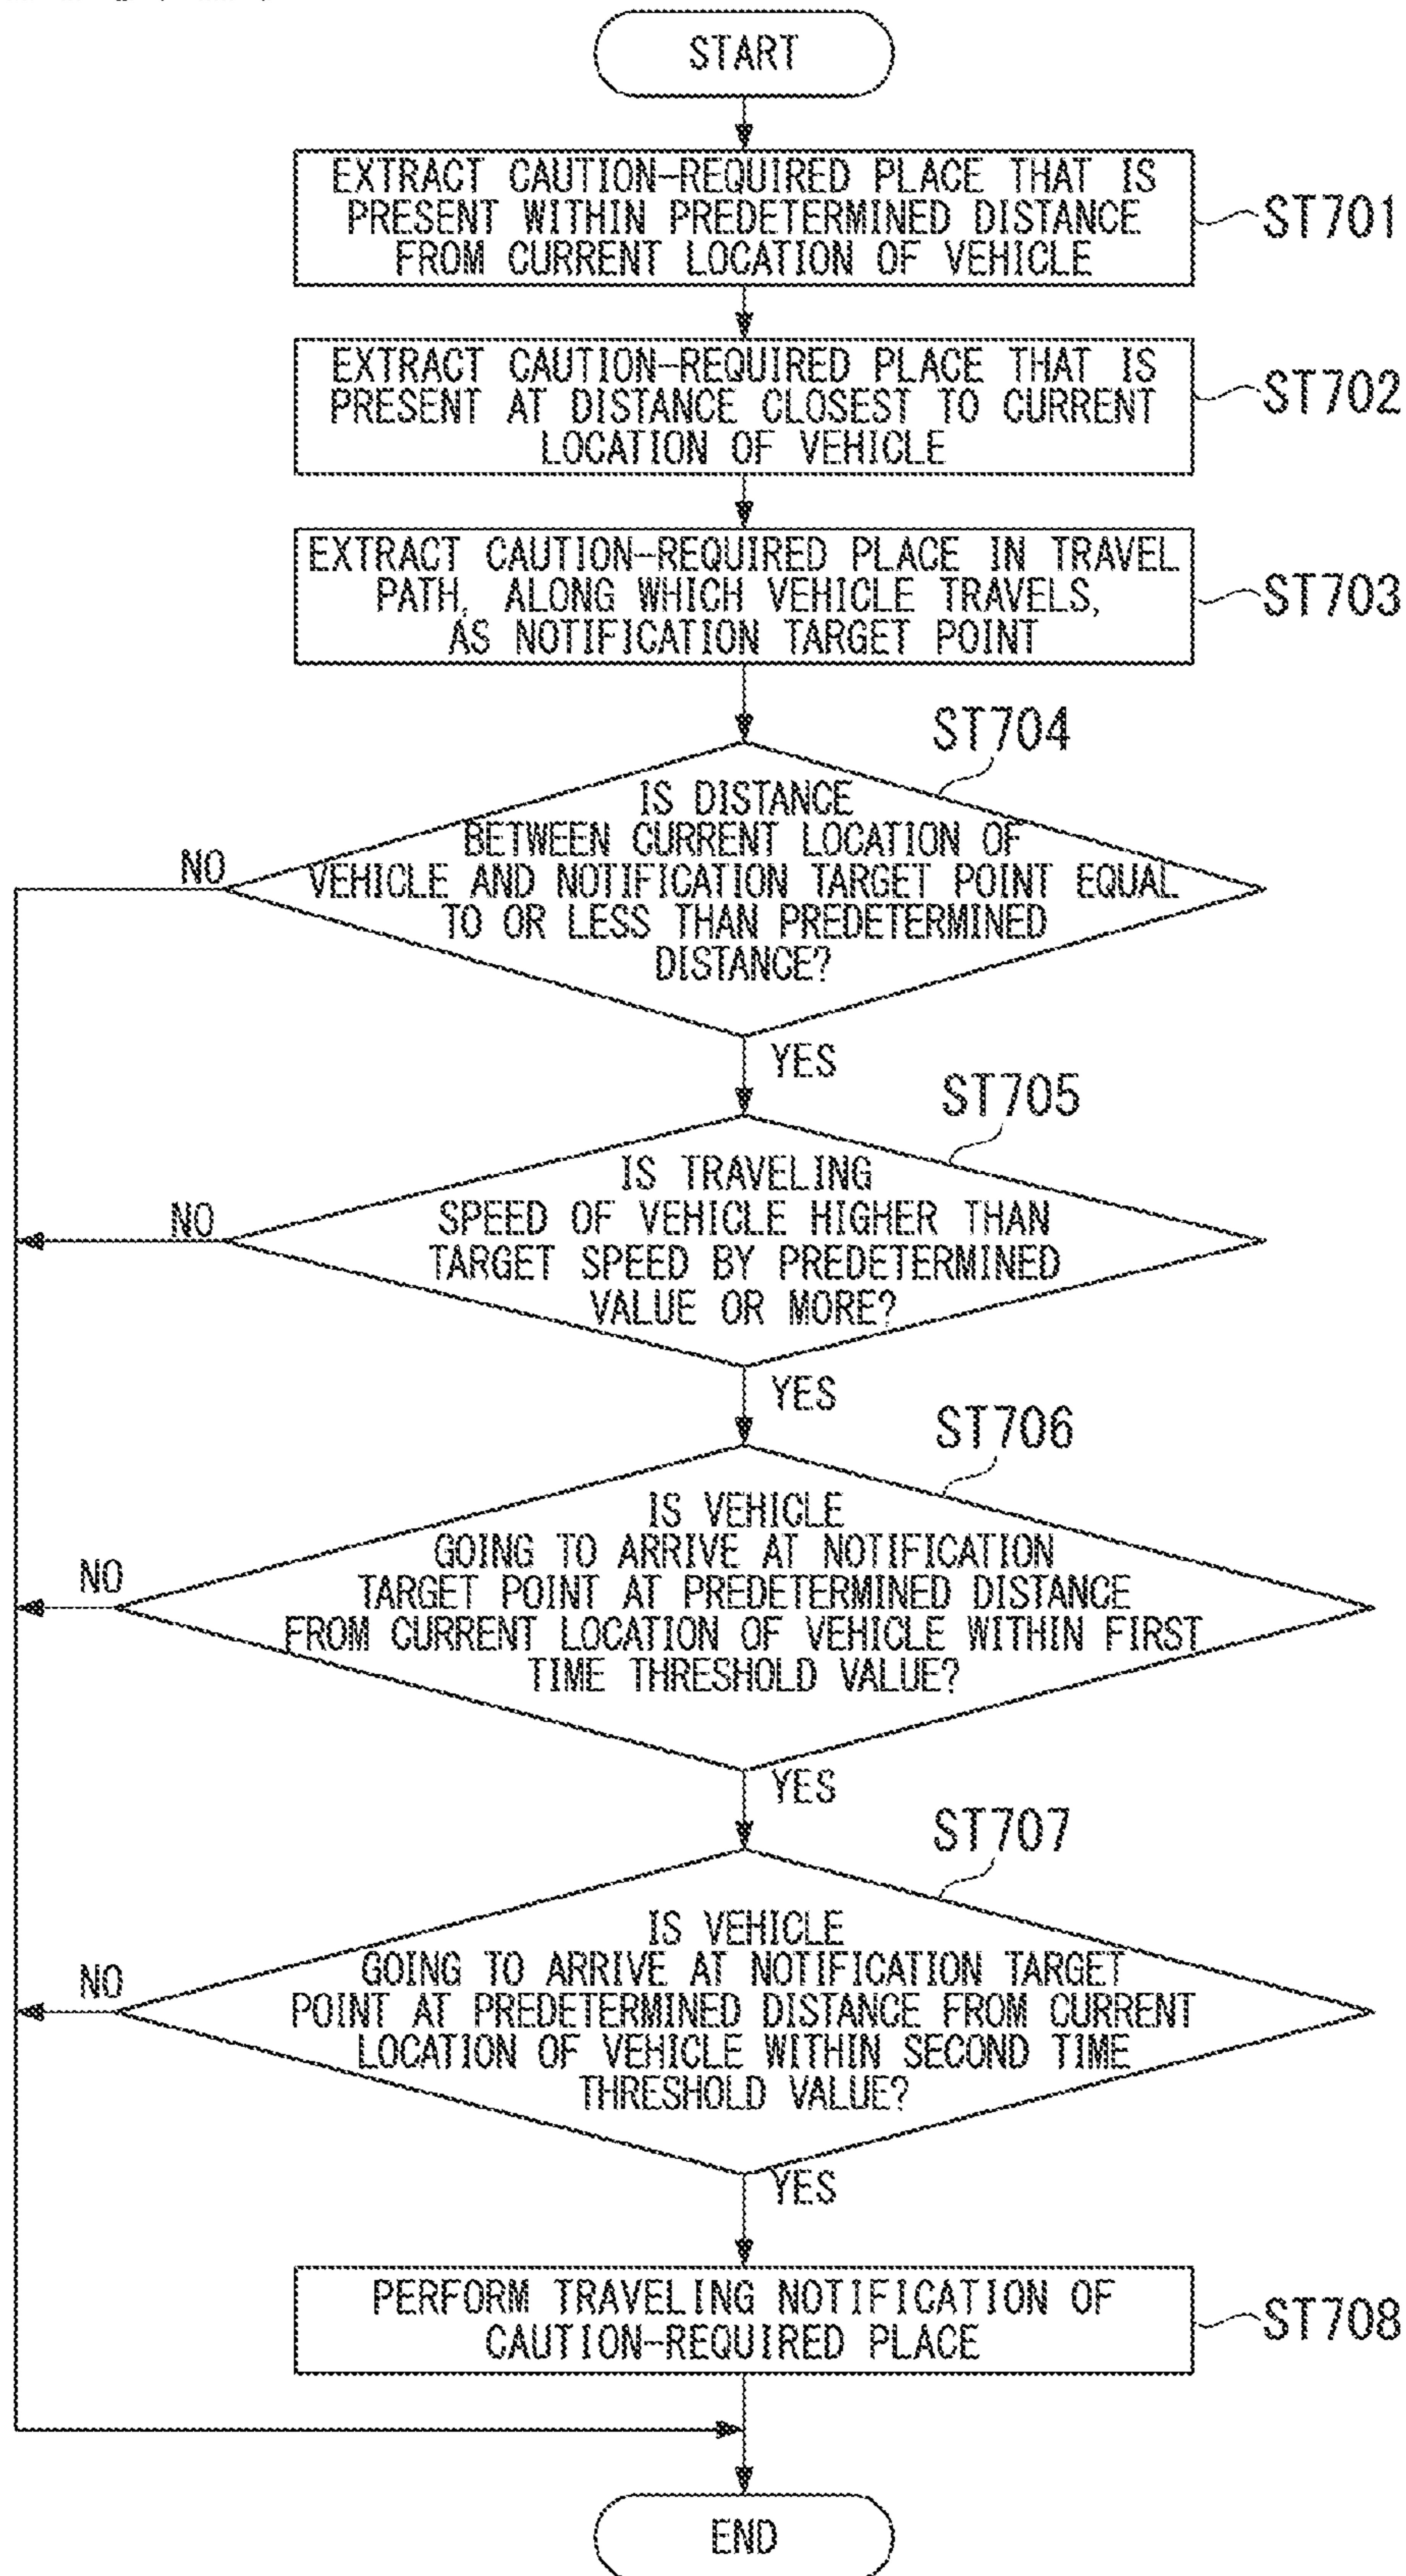 START
EXTRACT CAUTION-REQUIRED PLACE THAT IS
PRESENT WITHIN PREDETERMINED DISTANCE
FROM CURRENT LOCATION OF VEHICLE
ST701
EXTRACT CAUTION-REQUIRED PLACE THAT IS
PRESENT AT DISTANCE CLOSEST TO CURRENT
LOCATION OF VEHICLE
ST702
EXTRACT CAUTION-REQUIRED PLACE IN TRAVEL
PATH, ALONG WHICH VEHICLE TRAVELS,
AS NOTIFICATION TARGET POINT
ST703
ST704
IS DISTANCE
BETWEEN CURRENT LOCATION OF
VEHICLE AND NOTIFICATION TARGET POINT EQUAL
TO OR LESS THAN PREDETERMINED
DISTANCE?
NO
YES
ST705
IS TRAVELING
SPEED OF VEHICLE HIGHER THAN
TARGET SPEED BY PREDETERMINED
VALUE OR MORE?
NO
YES
ST706
IS VEHICLE
GOING TO ARRIVE AT NOTIFICATION
TARGET POINT AT PREDETERMINED DISTANCE
FROM CURRENT LOCATION OF VEHICLE WITHIN FIRST
TIME THRESHOLD VALUE?
NO
YES
ST707
IS VEHICLE
GOING TO ARRIVE AT NOTIFICATION TARGET
POINT AT PREDETERMINED DISTANCE FROM CURRENT
LOCATION OF VEHICLE WITHIN SECOND TIME
THRESHOLD VALUE?
NO
YES
PERFORM TRAVELING NOTIFICATION OF
CAUTION-REQUIRED PLACE
ST708
END